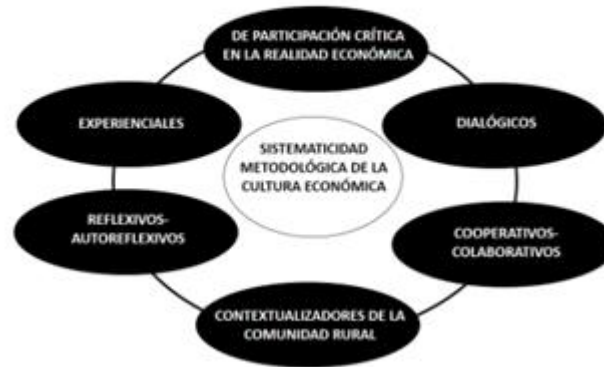 DE PARTICIPACIÓN CRÍTICA
EN LA REALIDAD ECONÓMICA
EXPERIENCIALES
DIALÓGICOS
SISTEMATICIDAD
METODOLÓGICA DE LA
CULTURA ECONÓMICA
REFLEXIVOS-
AUTOREFLEXIVOS
COOPERATIVOS-
COLABORATIVOS
CONTEXTUALIZADORES DE LA
COMUNIDAD RURAL